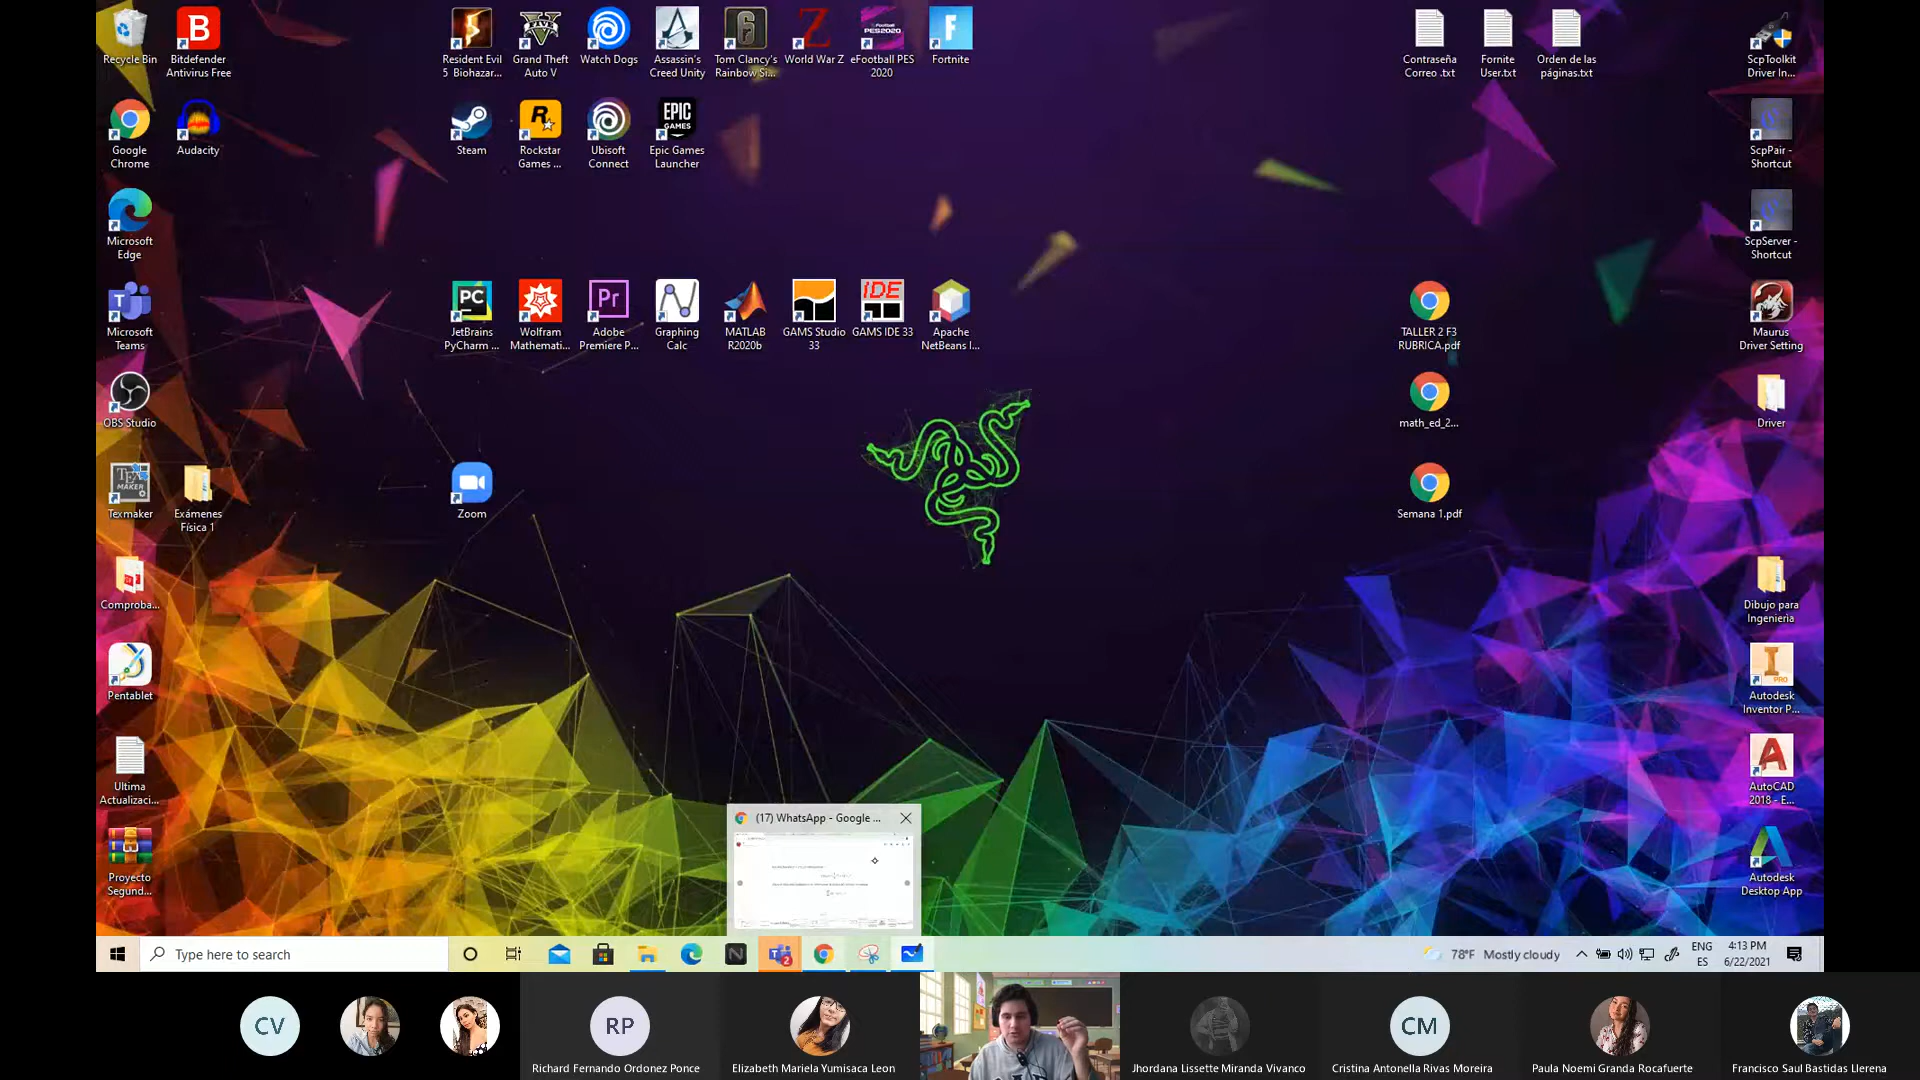 Recycle Bin
Bitdefender
Antivirus Free
Resident Evil
5 Biohazar...
Grand Theft
Auto V
Watch Dogs
Assassin's
Creed Unity
Tom Clancy's
Rainbow Si...
World War Z
eFootball PES
2020
Fortnite
Contraseña
Correo .txt
Fornite
User.txt
Orden de las
páginas.txt
ScpToolkit
Driver In...
Google
Chrome
Audacity
Steam
Rockstar
Games ...
Ubisoft
Connect
EPIC
GAMES
Epic Games
Launcher
ScpPair -
Shortcut
Microsoft
Edge
ScpServer -
Shortcut
Microsoft
Teams
PC
JetBrains
PyCharm ...
Wolfram
Mathemati...
Pr
Adobe
Premiere P...
Graphing
Calc
MATLAB
R2020b
GAMS Studio
33
IDE
GAMS IDE 33
Apache
NetBeans I...
TALLER 2 F3
RUBRICA.pdf
Maurus
Driver Setting
OBS Studio
math_ed_2...
Driver
TEX
MAKER
Texmaker
Exámenes
Física 1
Zoom
Semana 1.pdf
Comproba...
Dibujo para
Ingeniería
Pentablet
PRO
Autodesk
Inventor P...
Ultima
Actualizaci...
AutoCAD
2018 - E...
Proyecto
Segund...
Autodesk
Desktop App
(17) WhatsApp - Google ...
Type here to search
78°F Mostly cloudy
ENG
ES
4:13 PM
6/22/2021
CV
RP
Richard Fernando Ordonez Ponce
Elizabeth Mariela Yumisaca Leon
Jhordana Lissette Miranda Vivanco
CM
Cristina Antonella Rivas Moreira
Paula Noemi Granda Rocafuerte
Francisco Saul Bastidas Llerena